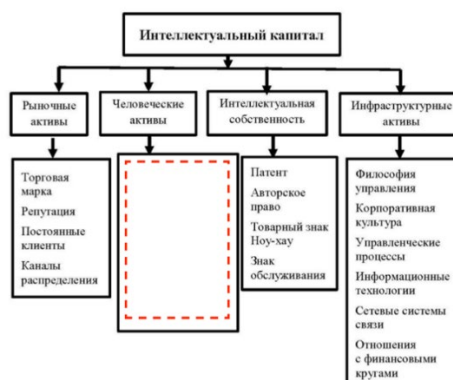 Интеллектуальный капитал
Рыночные
активы
Человеческие
активы
Интеллектуальная
собственность
Инфраструктурные
активы
Торговая
марка
Репутация
Постоянные
клиенты
Каналы
распределения
Патент
Авторское
право
Товарный знак
Ноу-хау
Знак
обслуживания
Философия
управления
Корпоративная
культура
Управленческие
процессы
Информационные
технологии
Сетевые системы
связи
Отношения
с финансовыми
кругами